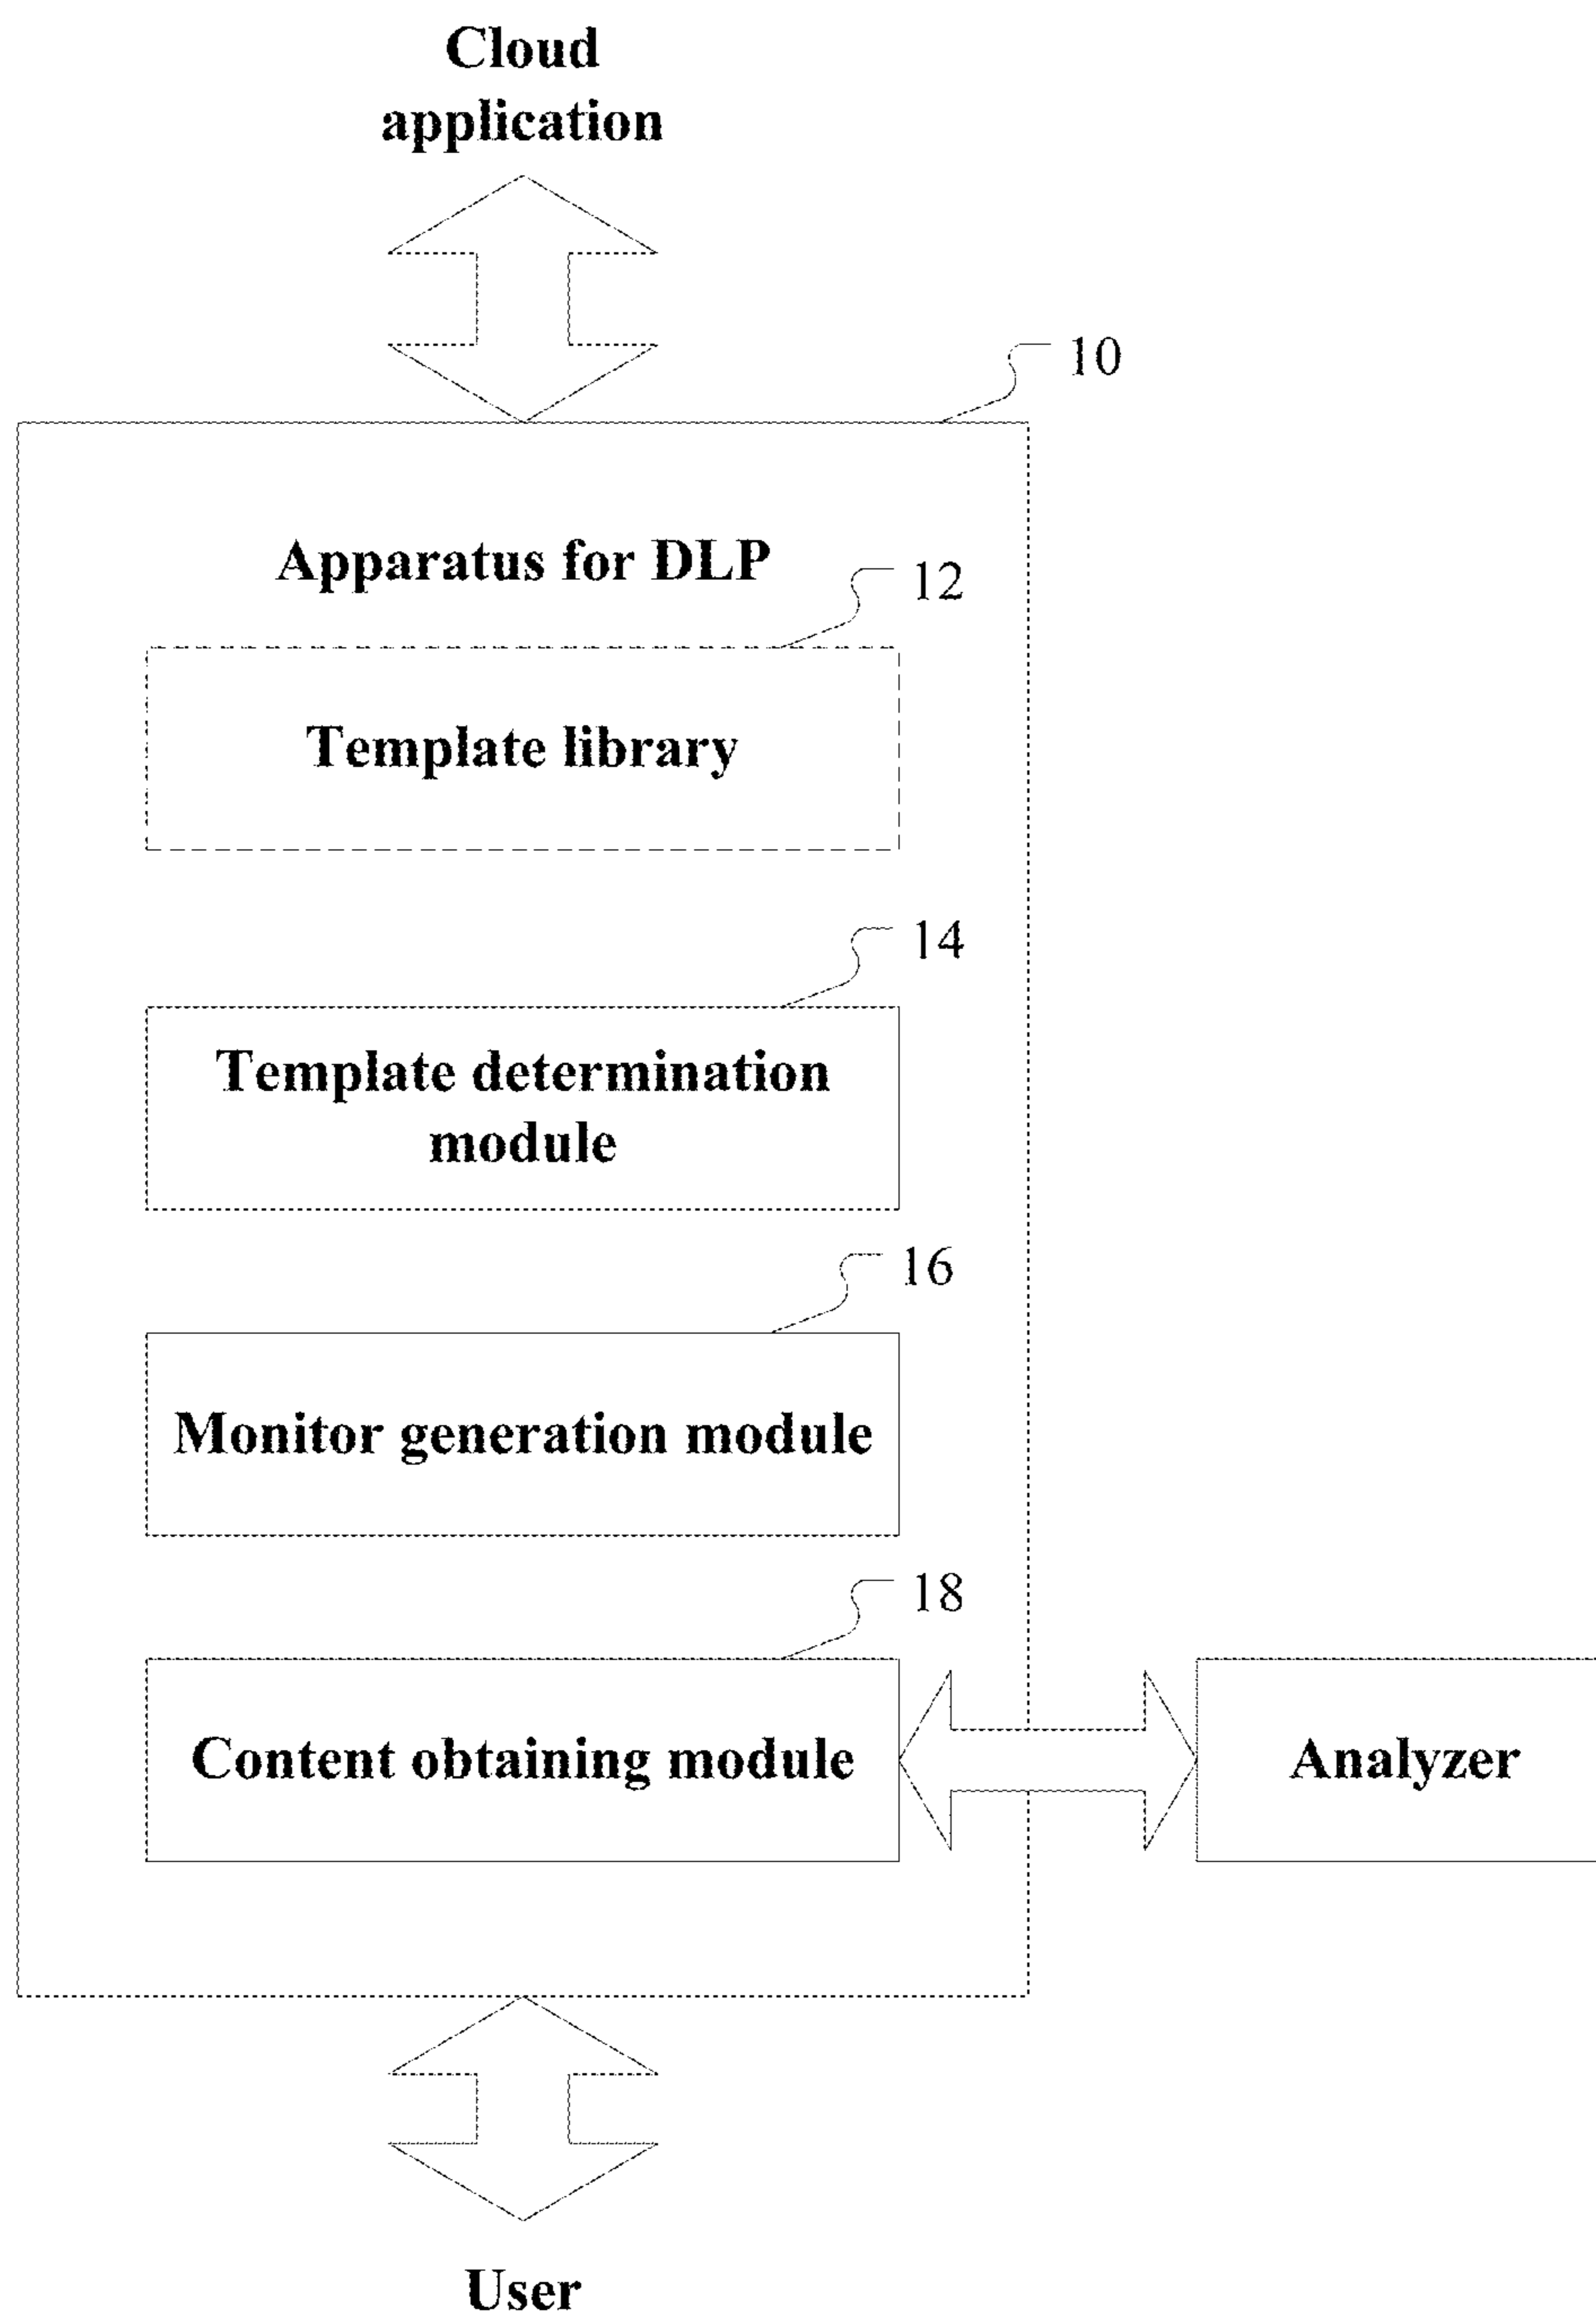 Cloud
application
10
Apparatus for DLP
12
Template library
14
Template determination
module
16
Monitor generation module
18
Content obtaining module
Analyzer
User